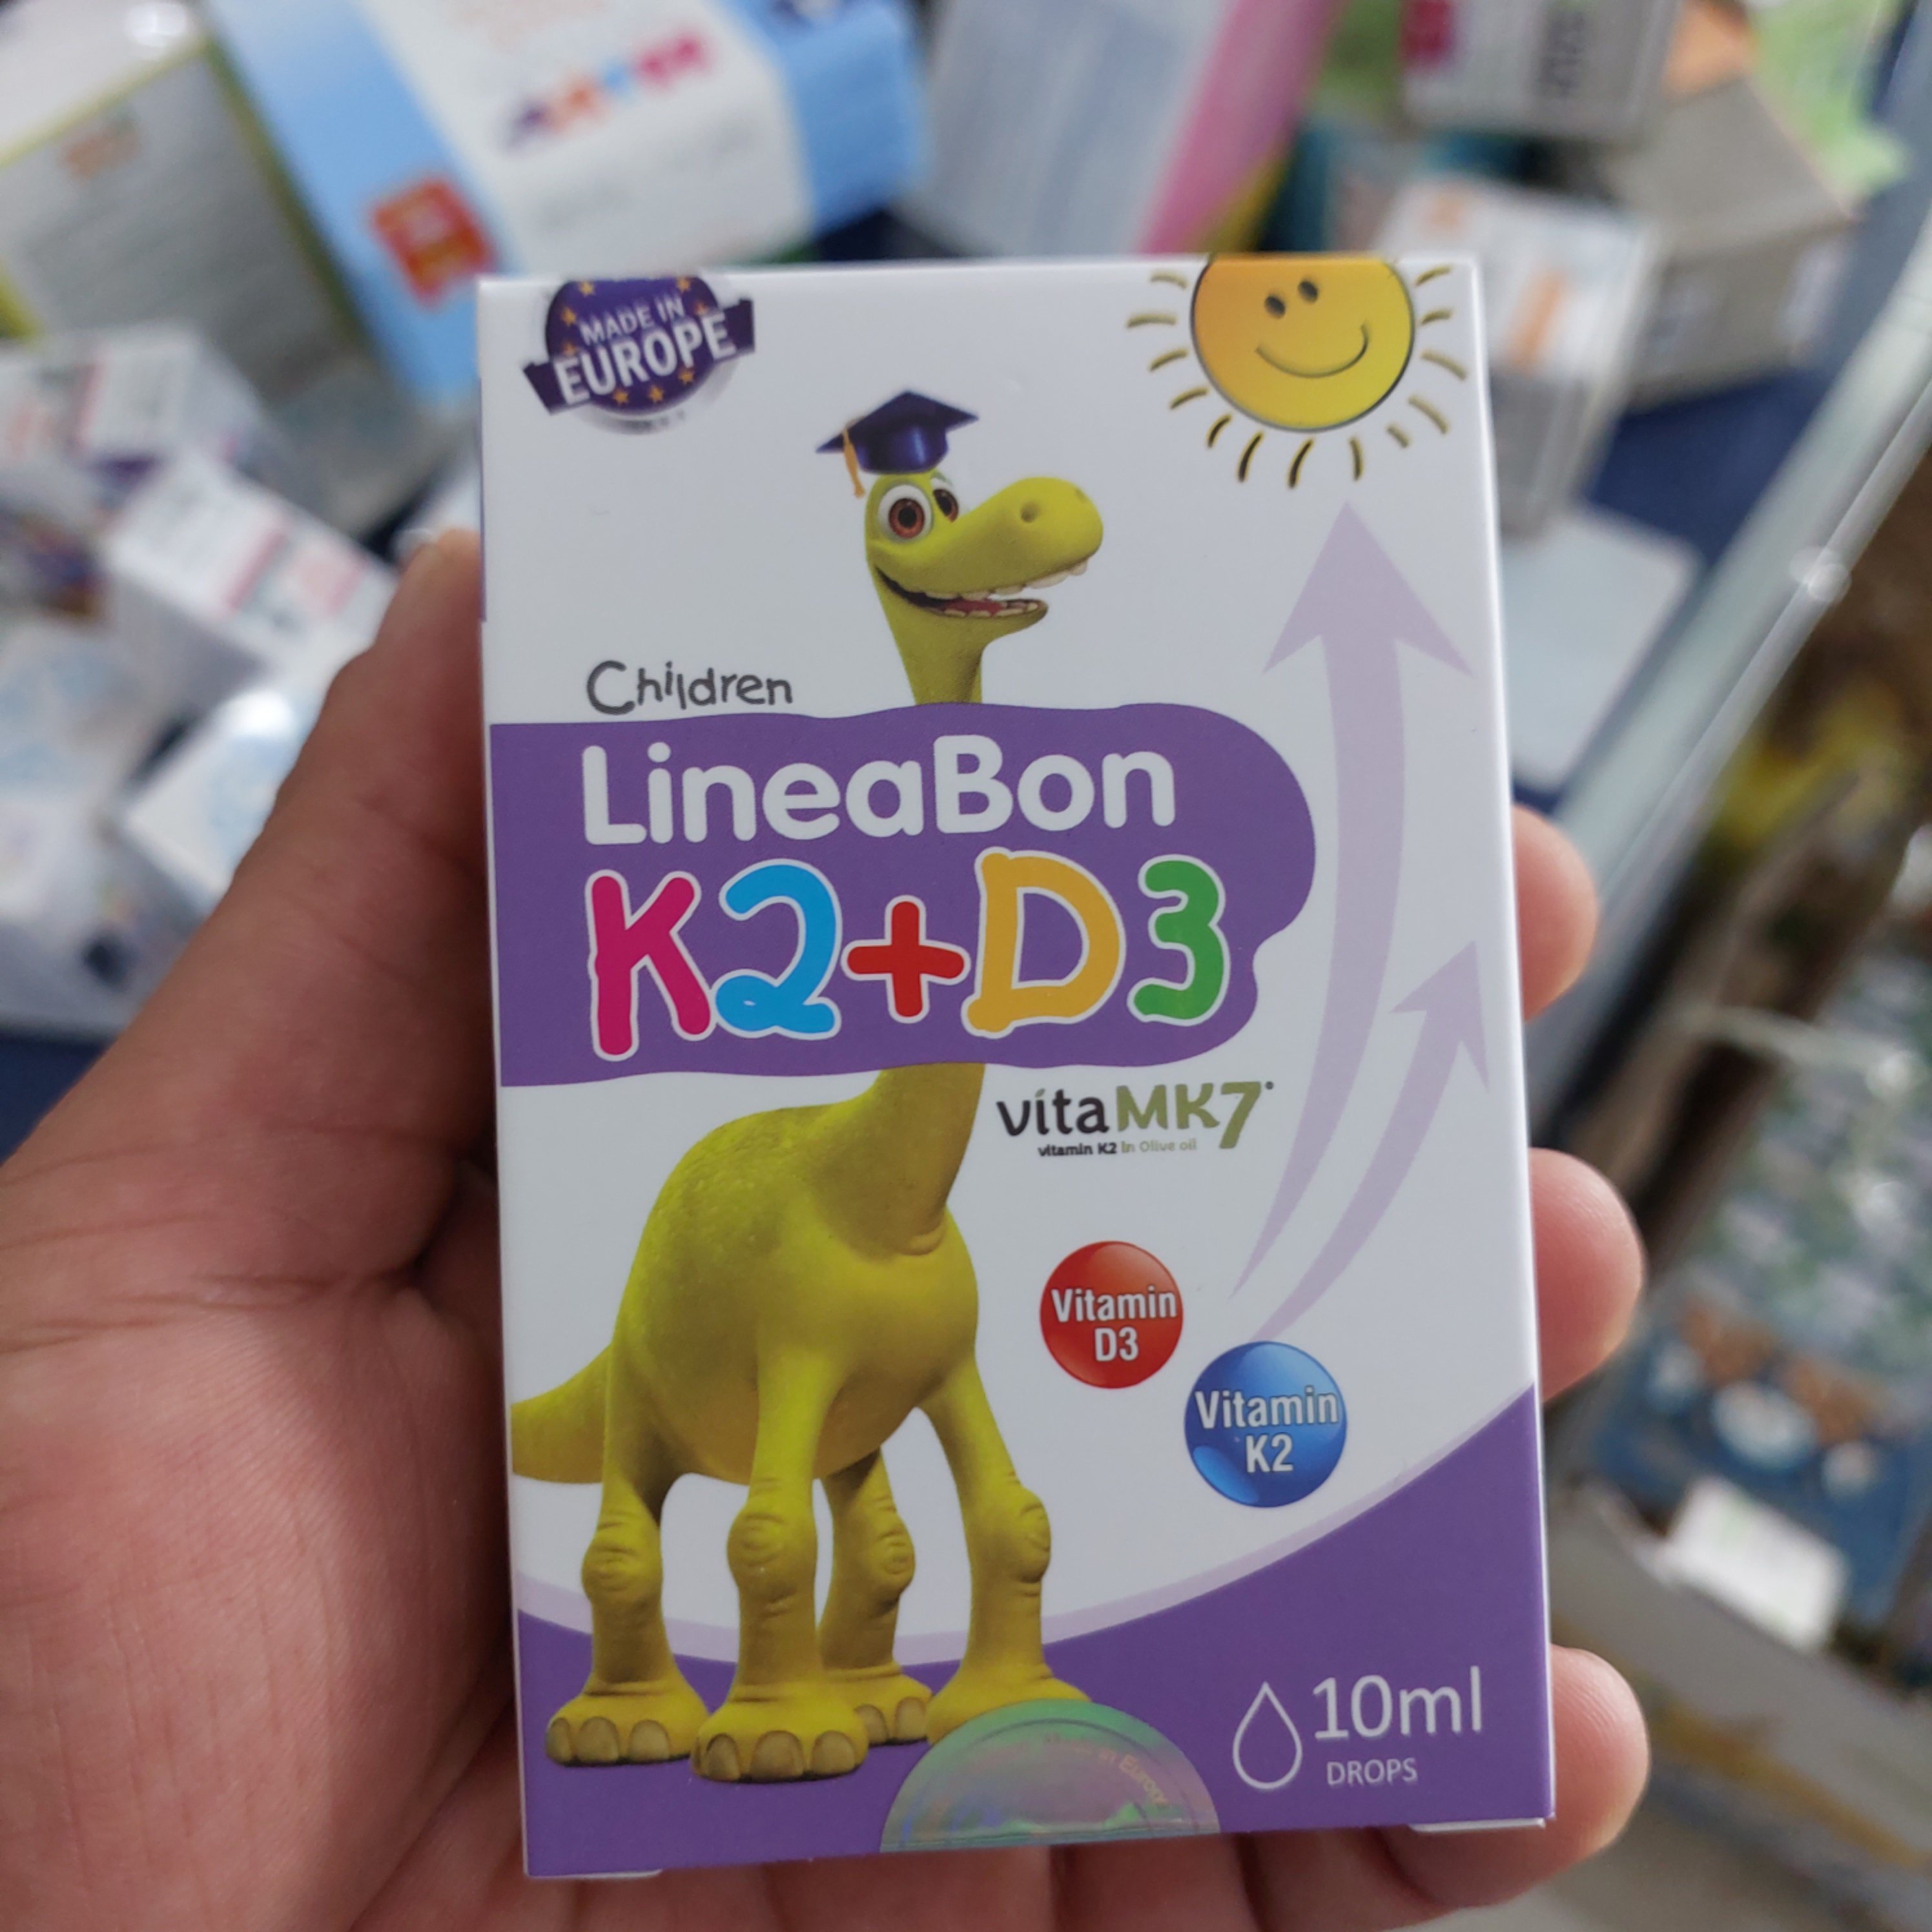 MADE IN
EUROPE
Children
LineaBon
K2+D3
vitaMK7
vitamin K2 in Olive oil
Vitamin
D3
Vitamin
K2
10ml
DROPS